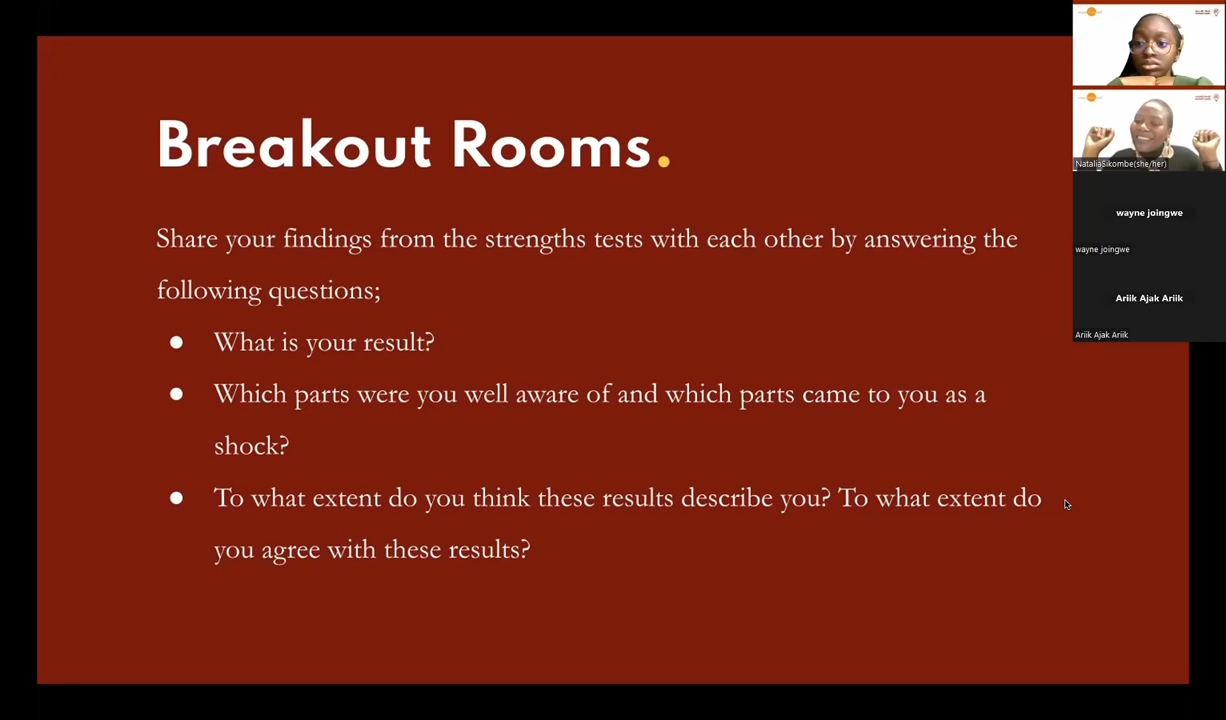 Breakout Rooms.
Share your findings from the strengths tests with each other by answering the
following questions;
● What is your result?
● Which parts were you well aware of and which parts came to you as a
shock?
● To what extent do you think these results describe you? To what extent do
you agree with these results?
NataliaSikombe(she/her)
wayne joingwe
wayne joingwe
Ariik Ajak Ariik
Ariik Ajak Ariik